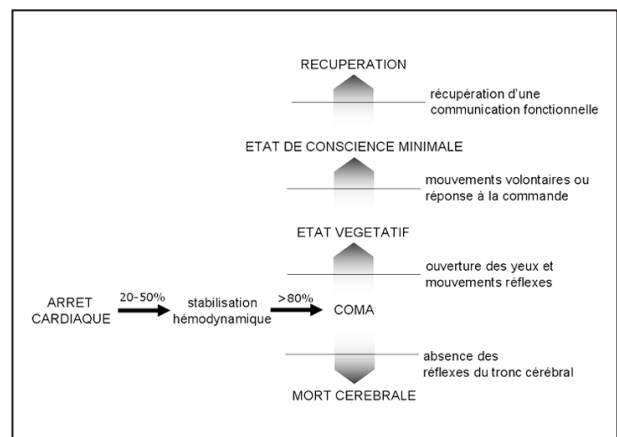 RECUPERATION
récupération d'une
communication fonctionnelle
ETAT DE CONSCIENCE MINIMALE
mouvements volontaires ou
réponse à la commande
ETAT VEGETATIF
ouverture des yeux et
mouvements réflexes
ARRET
CARDIAQUE
20-50%
stabilisation
hémodynamique
>80%
COMA
absence des
réflexes du tronc cérébral
MORT CEREBRALE